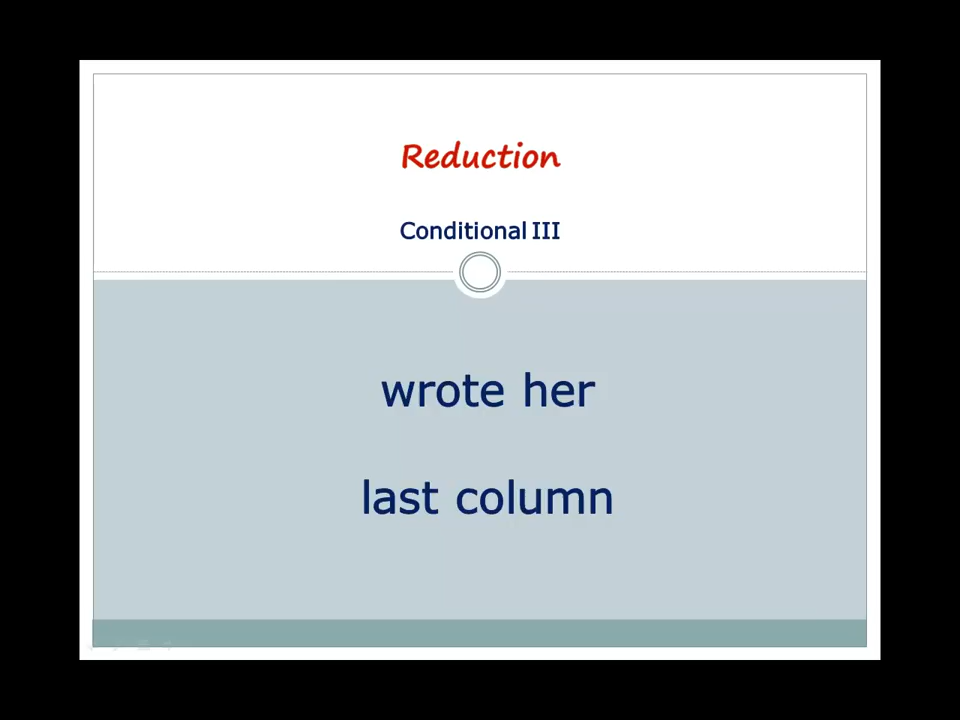 Reduction
Conditional III
wrote her
last column